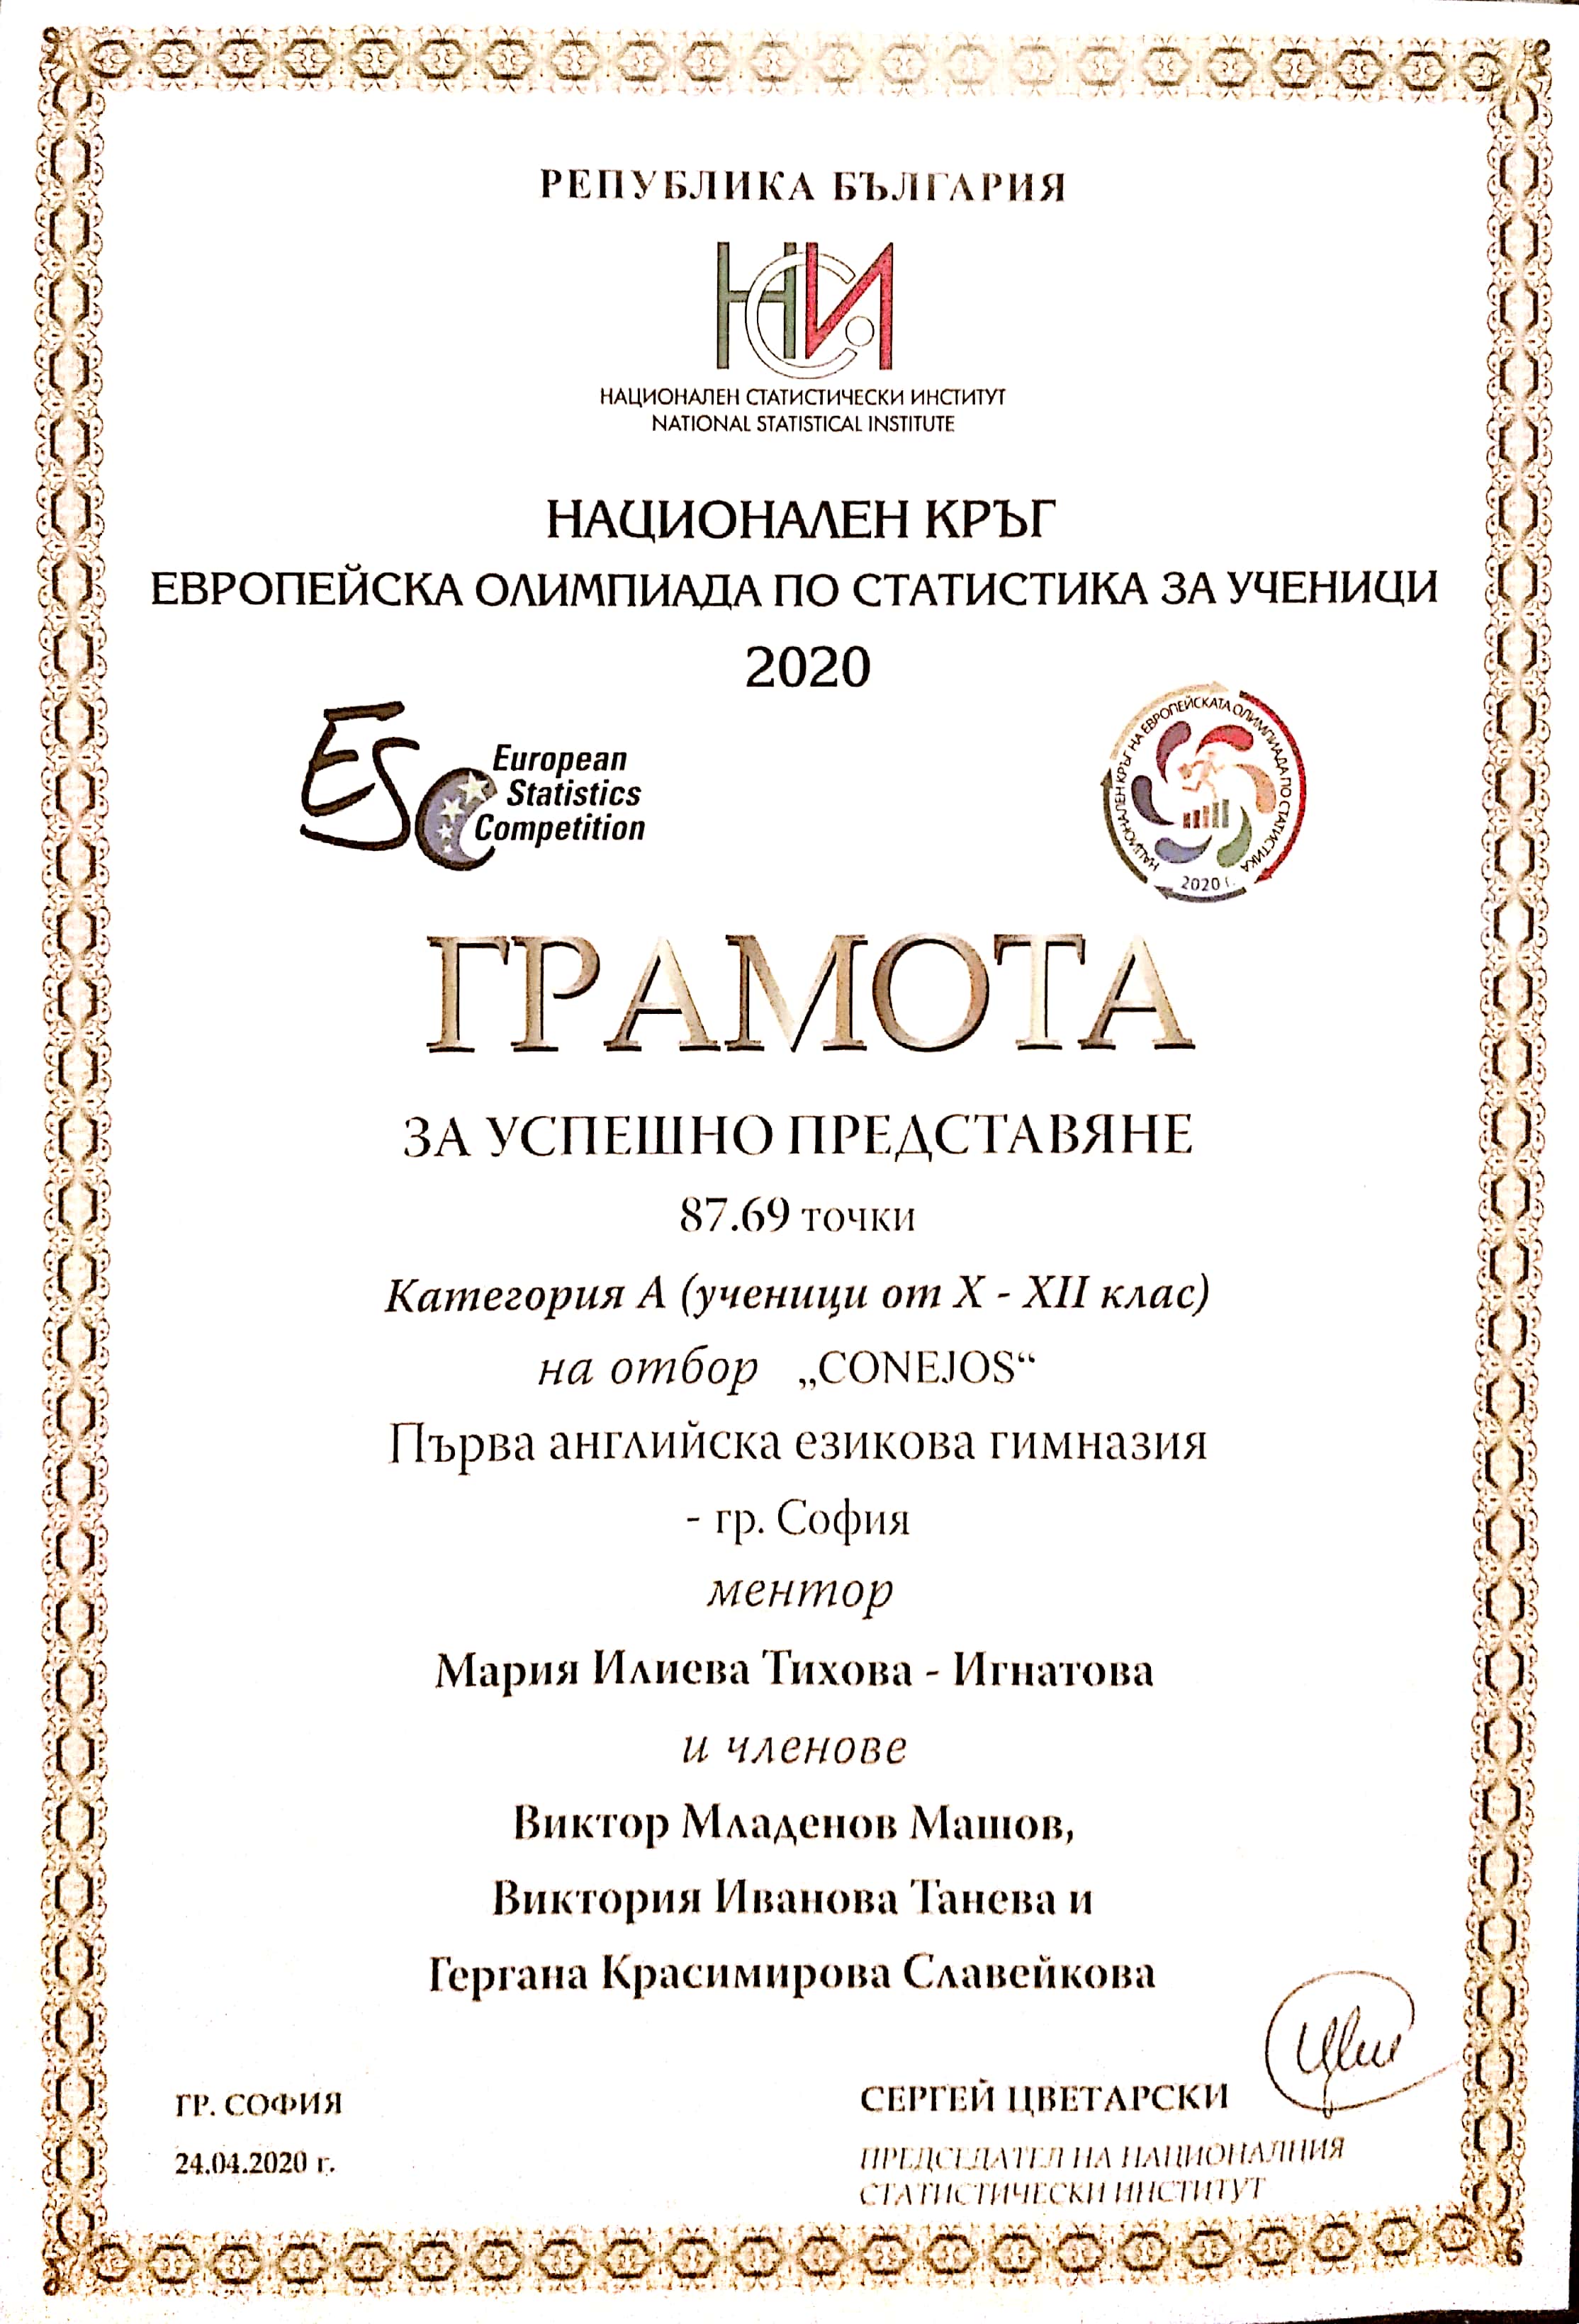 РЕПУБЛИКА БЪЛГАРИЯ
НСИ
НАЦИОНАЛЕН СТАТИСТИЧЕСКИ ИНСТИТУТ
NATIONAL STATISTICAL INSTITUTE
НАЦИОНАЛЕН КРЪГ
ЕВРОПЕЙСКА ОЛИМПИАДА ПО СТАТИСТИКА ЗА УЧЕНИЦИ
2020
ESC
European
Statistics
Competition
НАЦИОНАЛЕН КРЪГ НА ЕВРОПЕЙСКАТА ОЛИМПИАДА ПО СТАТИСТИКА
2020 г.
ГРАМОТА
ЗА УСПЕШНО ПРЕДСТАВЯНЕ
87.69 точки
Категория А (ученици от X - XII клас)
на отбор „CONEJOS“
Първа английска езикова гимназия
- гр. София
ментор
Мария Илиева Тихова - Игнатова
и членове
Виктор Младенов Машов,
Виктория Иванова Танева и
Гергана Красимирова Славейкова
ГР. СОФИЯ
24.04.2020 г.
СЕРГЕЙ ЦВЕТАРСКИ
ПРЕДСЕДАТЕЛ НА НАЦИОНАЛНИЯ
СТАТИСТИЧЕСКИ ИНСТИТУТ